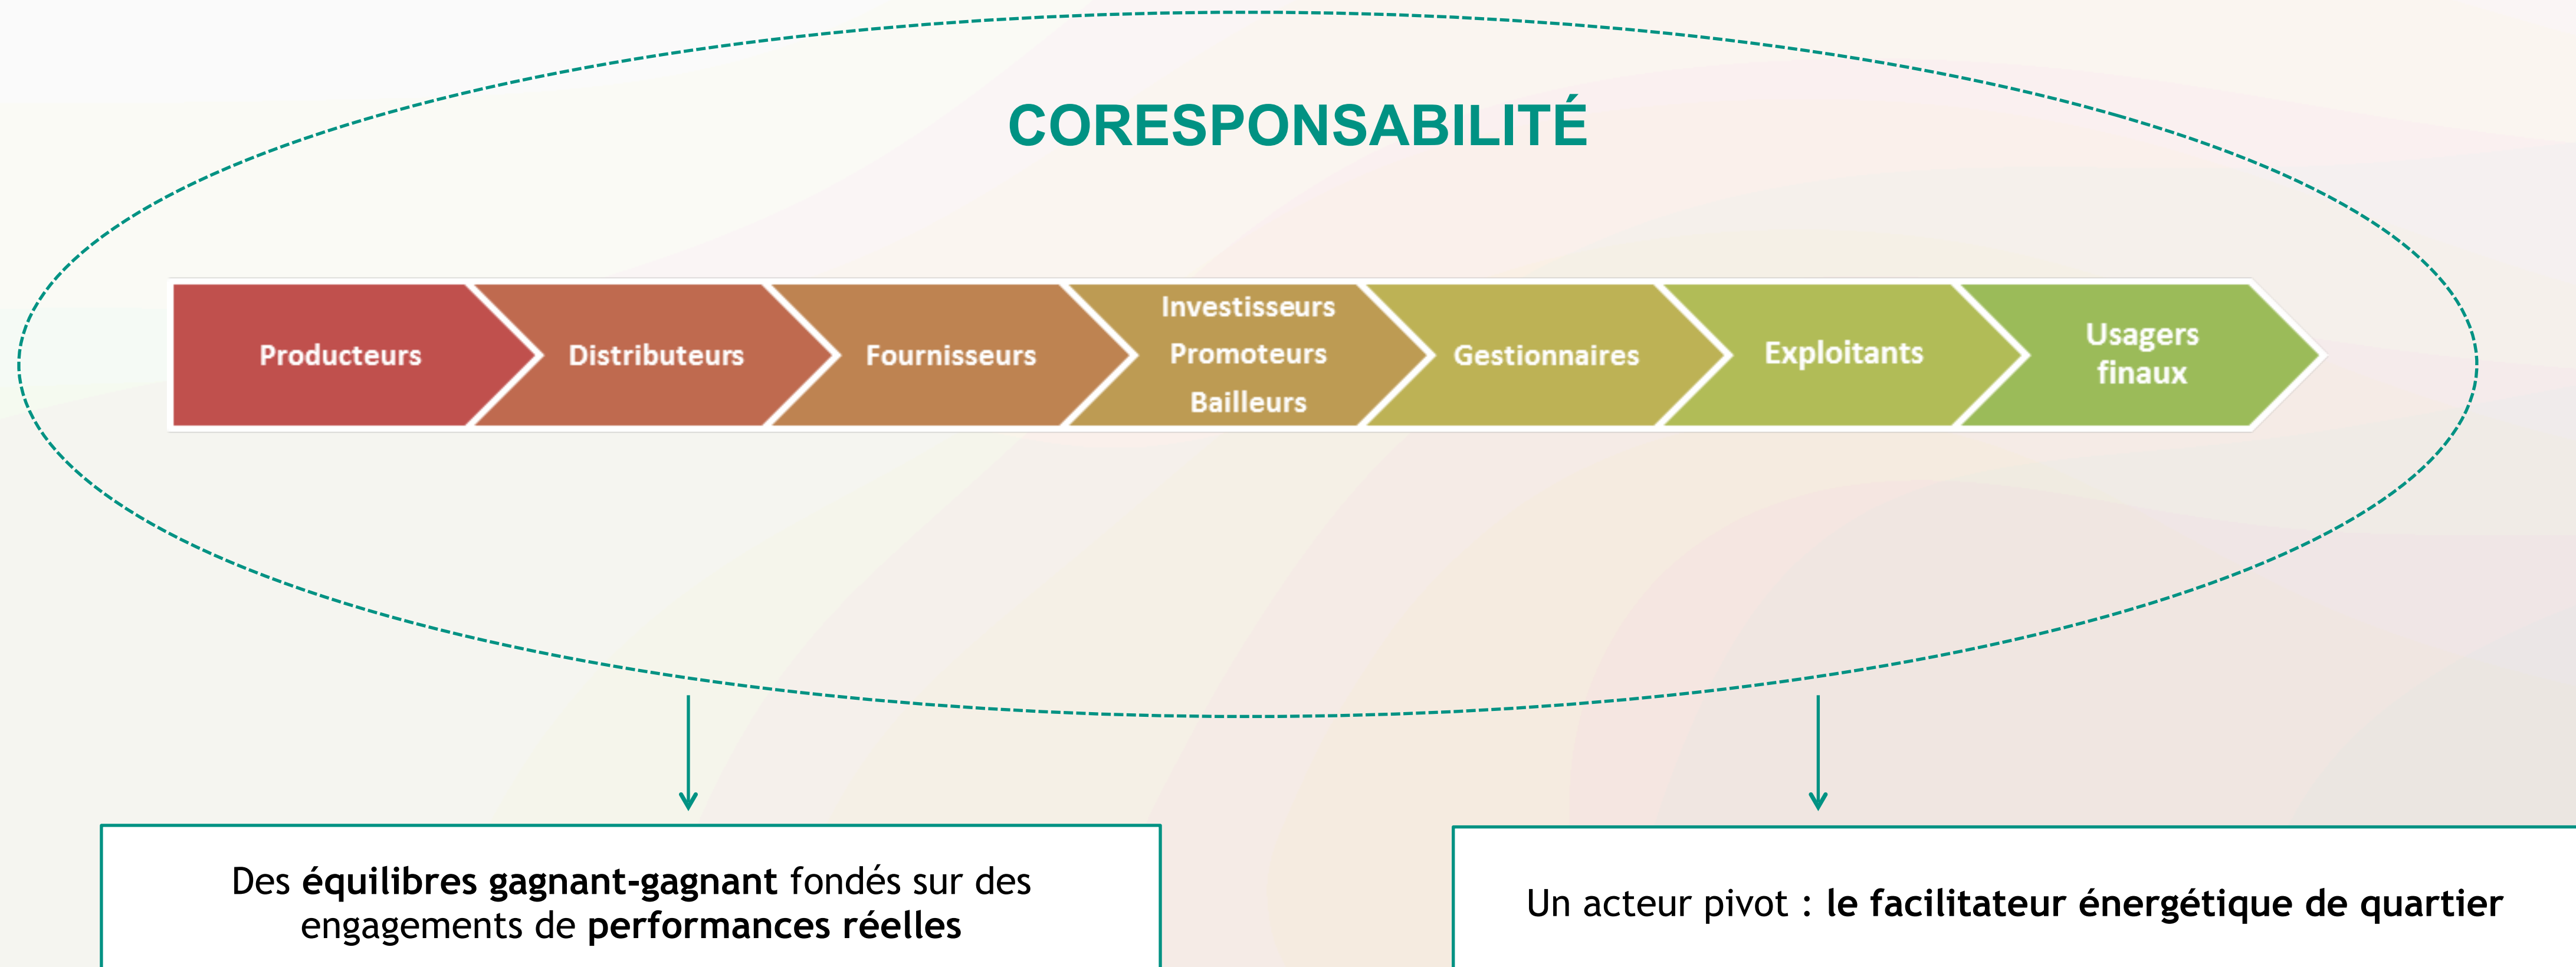 CORESPONSABILITÉ
Producteurs
Distributeurs
Fournisseurs
Investisseurs
Promoteurs
Bailleurs
Gestionnaires
Exploitants
Usagers
finaux
Des équilibres gagnant-gagnant fondés sur des
engagements de performances réelles
Un acteur pivot : le facilitateur énergétique de quartier